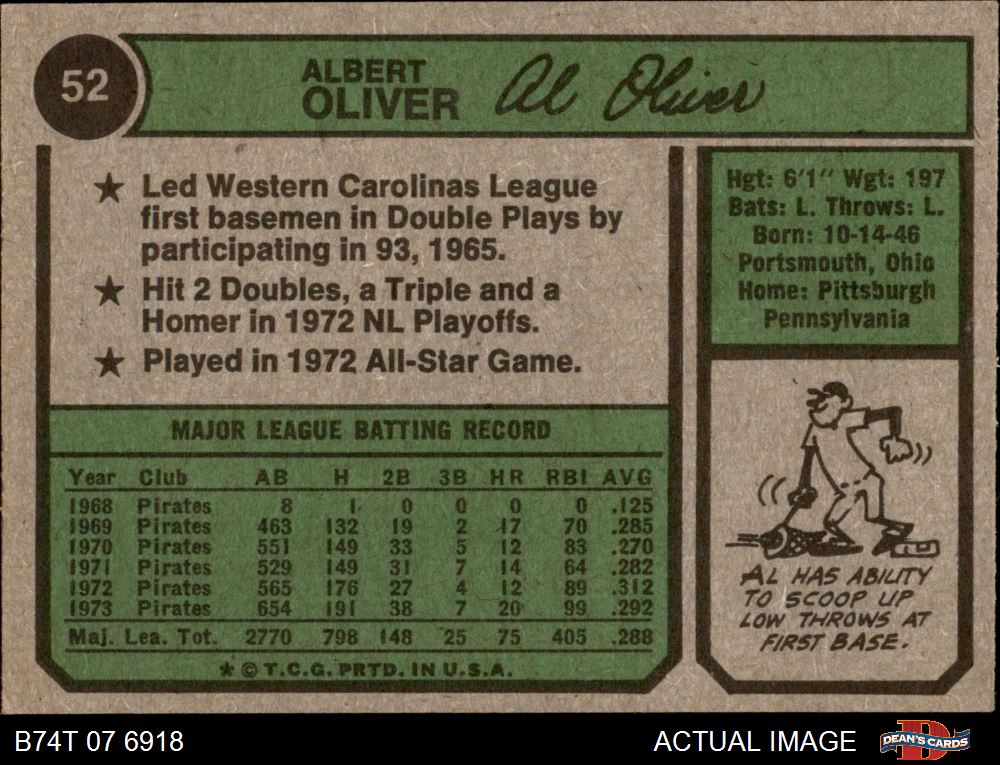 52
ALBERT
OLIVER
Al Oliver
★ Led Western Carolinas League
first basemen in Double Plays by
participating in 93, 1965.
★ Hit 2 Doubles, a Triple and a
Homer in 1972 NL Playoffs.
★ Played in 1972 All-Star Game.
Hgt: 6'1" Wgt: 197
Bats: L. Throws: L.
Born: 10-14-46
Portsmouth, Ohio
Home: Pittsburgh
Pennsylvania
MAJOR LEAGUE BATTING RECORD
Year Club AB H 2B 3B HR RBI AVG
1968 Pirates 8 1 0 0 0 0 .125
1969 Pirates 463 132 19 2 17 70 .285
1970 Pirates 551 149 33 5 12 83 .270
1971 Pirates 529 149 31 7 14 64 .282
1972 Pirates 565 176 27 4 12 89 .312
1973 Pirates 654 191 38 7 20 99 .292
Maj. Lea. Tot. 2770 798 148 25 75 405 .288
★ © T.C.G. PRTD. IN U.S.A.
AL HAS ABILITY
TO SCOOP UP
LOW THROWS AT
FIRST BASE.
B74T 07 6918
ACTUAL IMAGE
DEAN'S CARDS